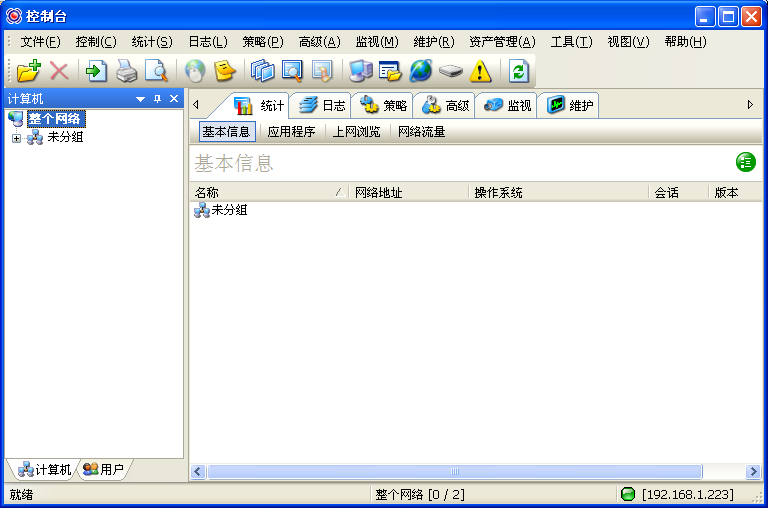 控制台
文件(F) 控制(C) 统计(S) 日志(L) 策略(P) 高级(A) 监视(M) 维护(R) 资产管理(A) 工具(T) 视图(V) 帮助(H)
计算机
整个网络
未分组
统计 日志 策略 高级 监视 维护
基本信息 应用程序 上网浏览 网络流量
基本信息
名称 网络地址 操作系统 会话 版本
未分组
计算机 用户
就绪 整个网络 [0 / 2] [192.168.1.223]